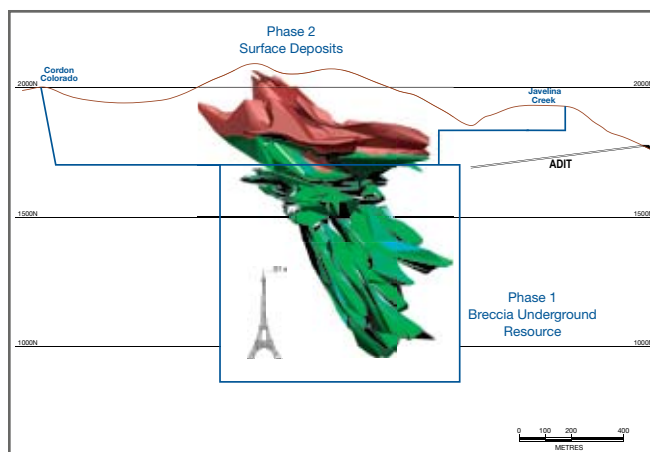 Phase 2
Surface Deposits
Cordon
Colorado
2000N
2000N
Javelina
Creek
ADIT
1500N
1500N
Phase 1
Breccia Underground
Resource
1000N
1000N
0 100 200 400
METRES